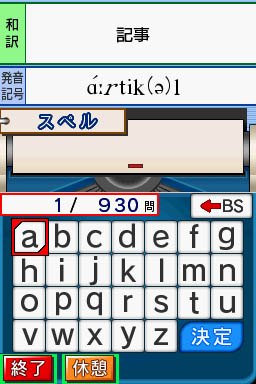 和訳
記事
発音記号
ɑ́ːrtik(ə)l
スペル
1/ 930問
BS
a b c d e f g
h i j k l m n
o p q r s t u
v w x y z 決定
終了 休憩